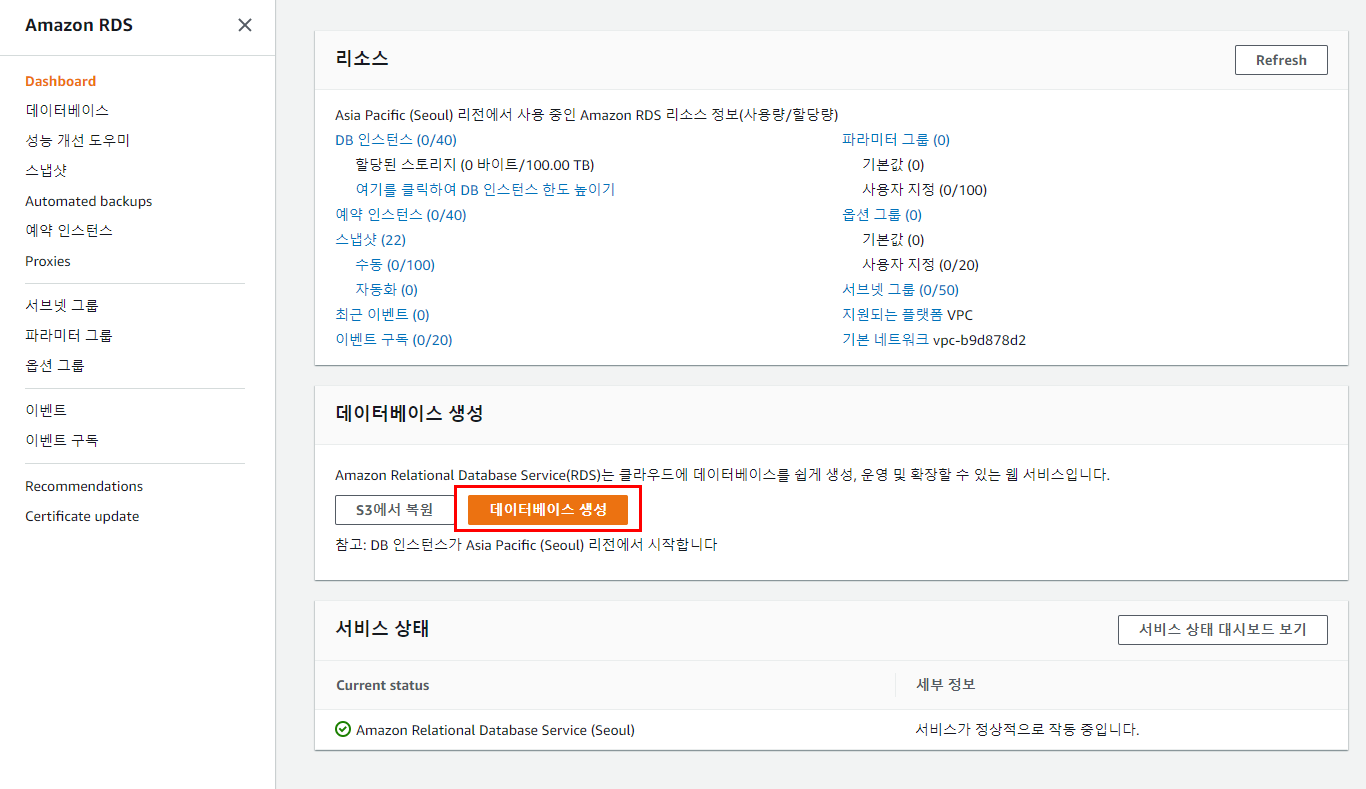 Amazon RDS
Dashboard
데이터베이스
성능 개선 도우미
스냅샷
Automated backups
예약 인스턴스
Proxies
서브넷 그룹
파라미터 그룹
옵션 그룹
이벤트
이벤트 구독
Recommendations
Certificate update
리소스
Refresh
Asia Pacific (Seoul) 리전에서 사용 중인 Amazon RDS 리소스 정보(사용량/할당량)
DB 인스턴스 (0/40)
할당된 스토리지 (0 바이트/100.00 TB)
여기를 클릭하여 DB 인스턴스 한도 높이기
예약 인스턴스 (0/40)
스냅샷 (22)
수동 (0/100)
자동화 (0)
최근 이벤트 (0)
이벤트 구독 (0/20)
파라미터 그룹 (0)
기본값 (0)
사용자 지정 (0/100)
옵션 그룹 (0)
기본값 (0)
사용자 지정 (0/20)
서브넷 그룹 (0/50)
지원되는 플랫폼 VPC
기본 네트워크 vpc-b9d878d2
데이터베이스 생성
Amazon Relational Database Service(RDS)는 클라우드에 데이터베이스를 쉽게 생성, 운영 및 확장할 수 있는 웹 서비스입니다.
S3에서 복원
데이터베이스 생성
참고: DB 인스턴스가 Asia Pacific (Seoul) 리전에서 시작합니다
서비스 상태
서비스 상태 대시보드 보기
Current status
세부 정보
Amazon Relational Database Service (Seoul)
서비스가 정상적으로 작동 중입니다.